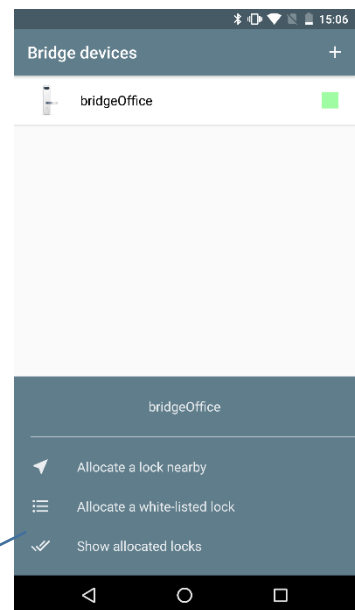 15:06
Bridge devices +
bridgeOffice
bridgeOffice
Allocate a lock nearby
Allocate a white-listed lock
Show allocated locks